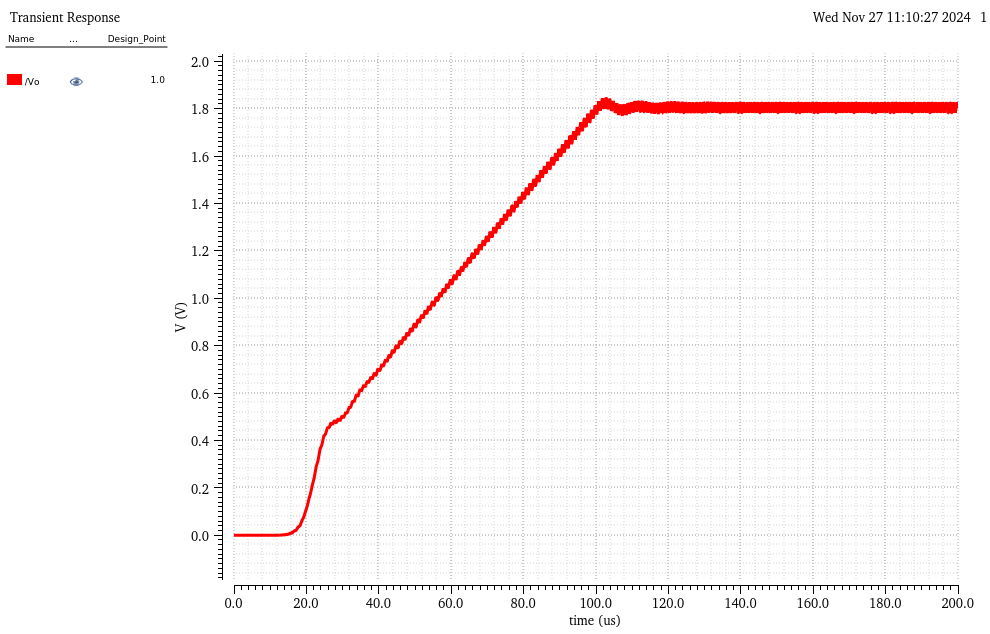 Transient Response
Wed Nov 27 11:10:27 2024 1
Name ... Design_Point
/Vo 1.0
2.0
1.8
1.6
1.4
1.2
1.0
0.8
0.6
0.4
0.2
0.0
V (V)
0.0 20.0 40.0 60.0 80.0 100.0 120.0 140.0 160.0 180.0 200.0
time (us)